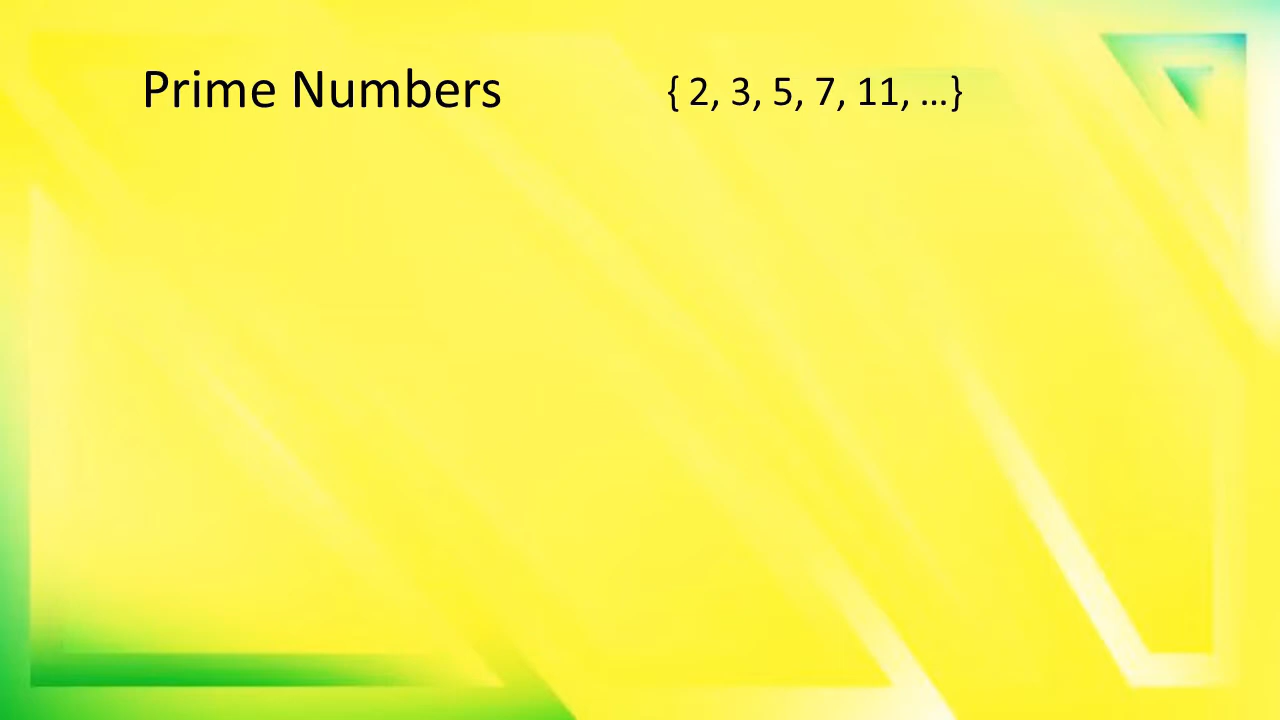 Prime Numbers { 2, 3, 5, 7, 11, …}